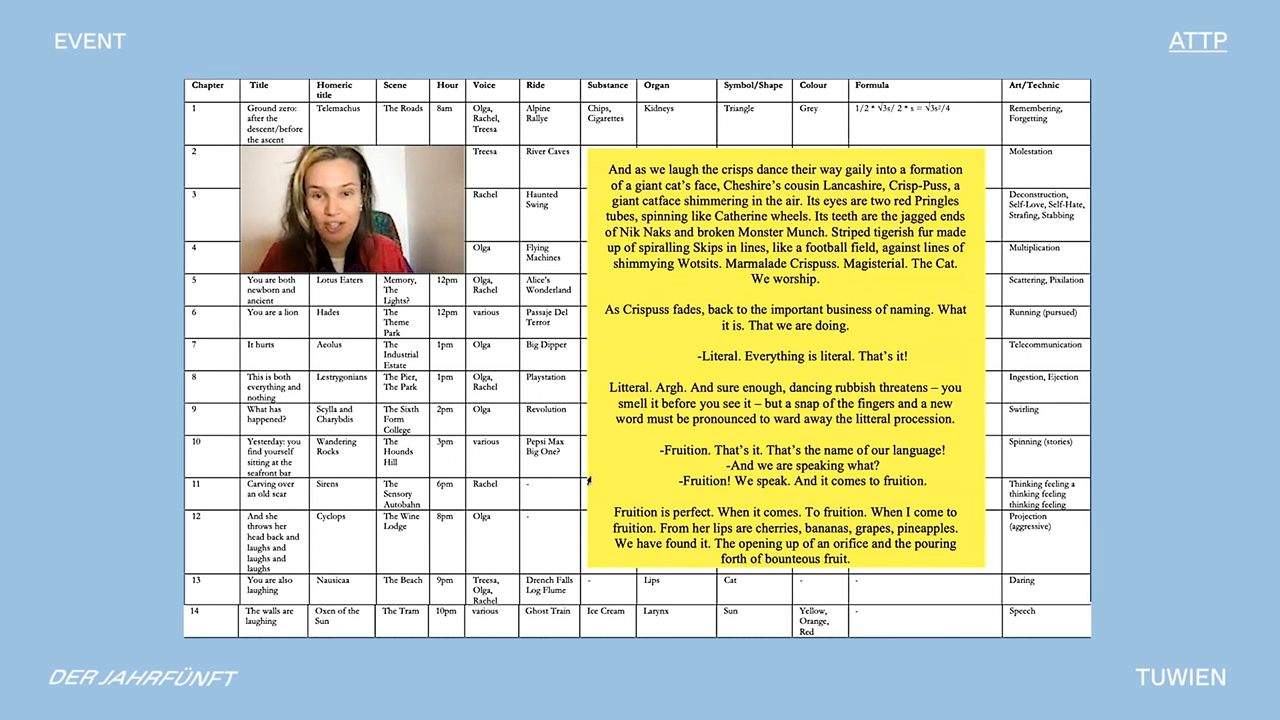 EVENT
ATTP
Chapter Title Homeric title Scene Hour Voice Ride Substance Organ Symbol/Shape Colour Formula Art/Technic
1 Ground zero: after the descent/before the ascent Telemachus The Roads 8am Olga, Rachel, Treesa Alpine Rallye Chips, Cigarettes Kidneys Triangle Grey 1/2 * √3s/ 2 * s = √3s²/4 Remembering, Forgetting
2 Treesa River Caves Molestation
3 Rachel Haunted Swing Deconstruction, Self-Love, Self-Hate, Strafing, Stabbing
4 Olga Flying Machines Multiplication
5 You are both newborn and ancient Lotus Eaters Memory, The Lights? 12pm Olga, Rachel Alice's Wonderland Scattering, Pixilation
6 You are a lion Hades The Theme Park 12pm various Passaje Del Terror Running (pursued)
7 It hurts Aeolus The Industrial Estate 1pm Olga Big Dipper Telecommunication
8 This is both everything and nothing Lestrygonians The Pier, The Park 1pm Olga, Rachel Playstation Ingestion, Ejection
9 What has happened? Scylla and Charybdis The Sixth Form College 2pm Olga Revolution Swirling
10 Yesterday: you find yourself sitting at the seafront bar Wandering Rocks The Hounds Hill 3pm various Pepsi Max Big One? Spinning (stories)
11 Carving over an old scar Sirens The Sensory Autobahn 6pm Rachel - Thinking feeling a thinking feeling thinking feeling
12 And she throws her head back and laughs and laughs and laughs Cyclops The Wine Lodge 8pm Olga - Projection (aggressive)
13 You are also laughing Nausicaa The Beach 9pm Treesa, Olga, Rachel Drench Falls Log Flume - Lips Cat - - Daring
14 The walls are laughing Oxen of the Sun The Tram 10pm various Ghost Train Ice Cream Larynx Sun Yellow, Orange, Red - Speech
And as we laugh the crisps dance their way gaily into a formation
of a giant cat's face, Cheshire's cousin Lancashire, Crisp-Puss, a
giant catface shimmering in the air. Its eyes are two red Pringles
tubes, spinning like Catherine wheels. Its teeth are the jagged ends
of Nik Naks and broken Monster Munch. Striped tigerish fur made
up of spiralling Skips in lines, like a football field, against lines of
shimmying Wotsits. Marmalade Crispuss. Magisterial. The Cat.
We worship.
As Crispuss fades, back to the important business of naming. What
it is. That we are doing.
-Literal. Everything is literal. That's it!
Litteral. Argh. And sure enough, dancing rubbish threatens – you
smell it before you see it – but a snap of the fingers and a new
word must be pronounced to ward away the litteral procession.
-Fruition. That's it. That's the name of our language!
-And we are speaking what?
-Fruition! We speak. And it comes to fruition.
Fruition is perfect. When it comes. To fruition. When I come to
fruition. From her lips are cherries, bananas, grapes, pineapples.
We have found it. The opening up of an orifice and the pouring
forth of bounteous fruit.
DER JAHRFÜNFT
TUWIEN